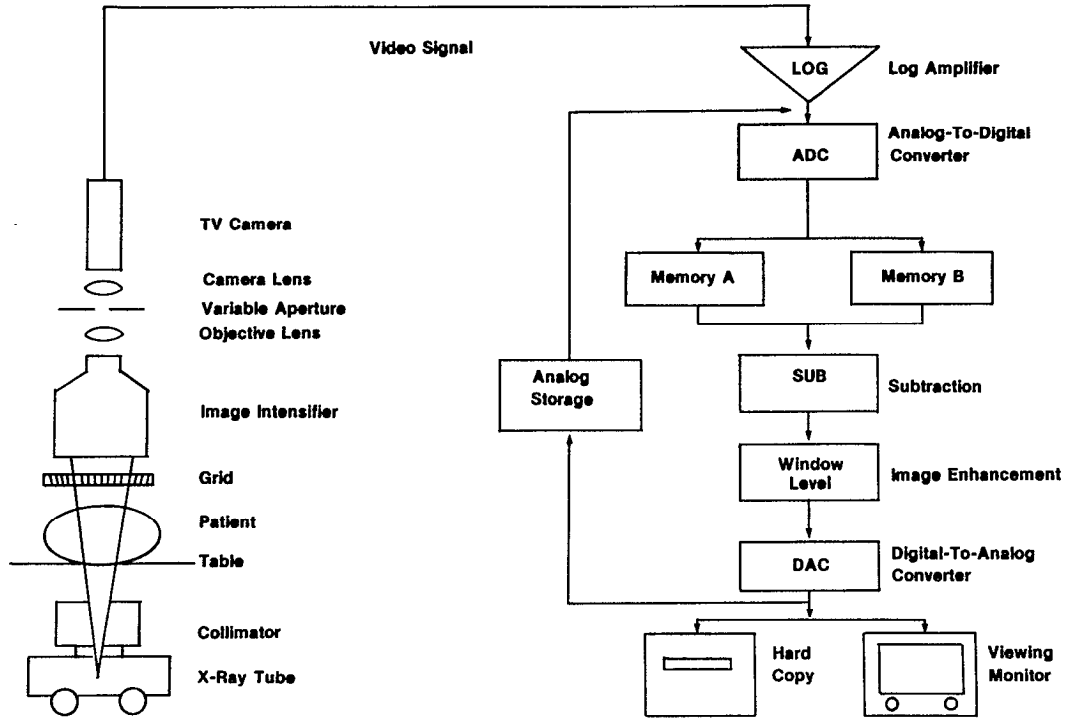 Video Signal
LOG
Log Amplifier
Analog-To-Digital
Converter
ADC
TV Camera
Camera Lens
Variable Aperture
Objective Lens
Memory A
Memory B
Analog
Storage
SUB
Subtraction
Image Intensifier
Grid
Window
Level
Image Enhancement
Patient
Table
DAC
Digital-To-Analog
Converter
Collimator
X-Ray Tube
Hard
Copy
Viewing
Monitor